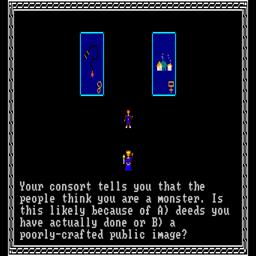 Your consort tells you that the
people think you are a monster. Is
this likely because of A) deeds you
have actually done or B) a
poorly-crafted public image?